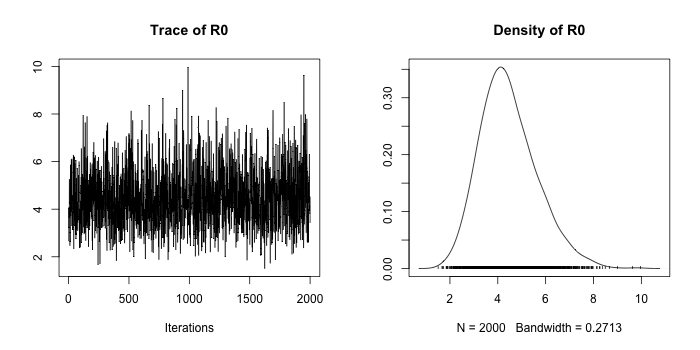 Trace of R0
10
8
6
4
2
0 500 1000 1500 2000
Iterations
Density of R0
0.30
0.20
0.10
0.00
2 4 6 8 10
N = 2000 Bandwidth = 0.2713